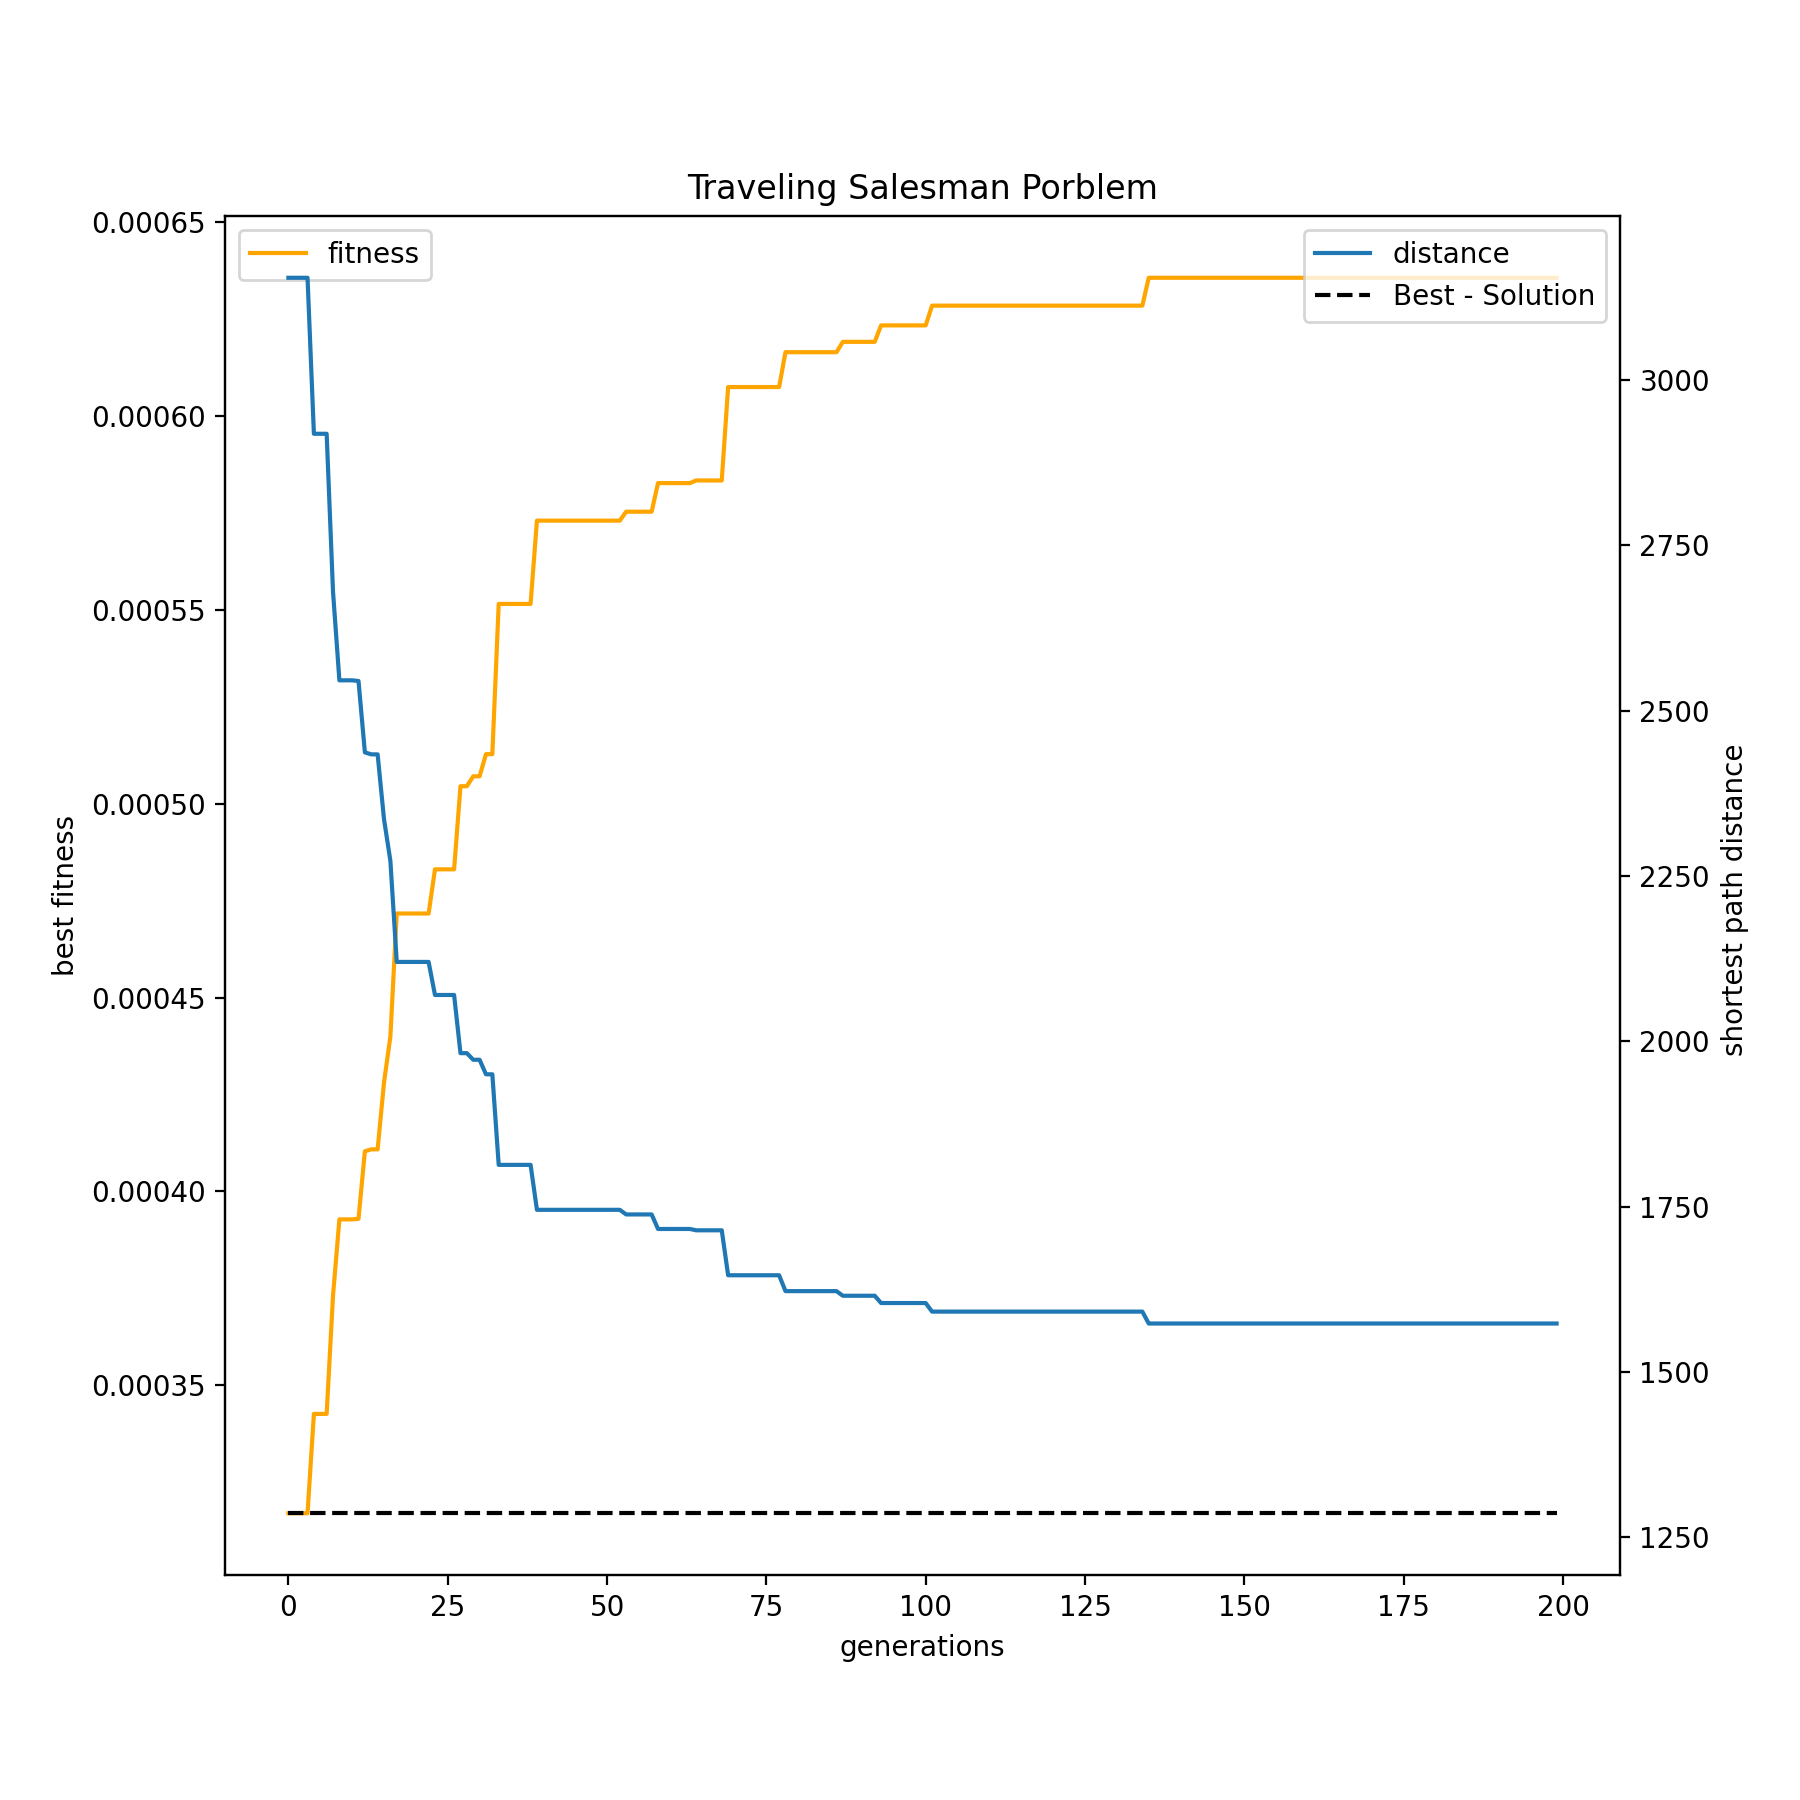 Traveling Salesman Porblem
fitness
distance
Best - Solution
0.00065
0.00060
0.00055
0.00050
0.00045
0.00040
0.00035
best fitness
3000
2750
2500
2250
2000
1750
1500
1250
shortest path distance
0 25 50 75 100 125 150 175 200
generations